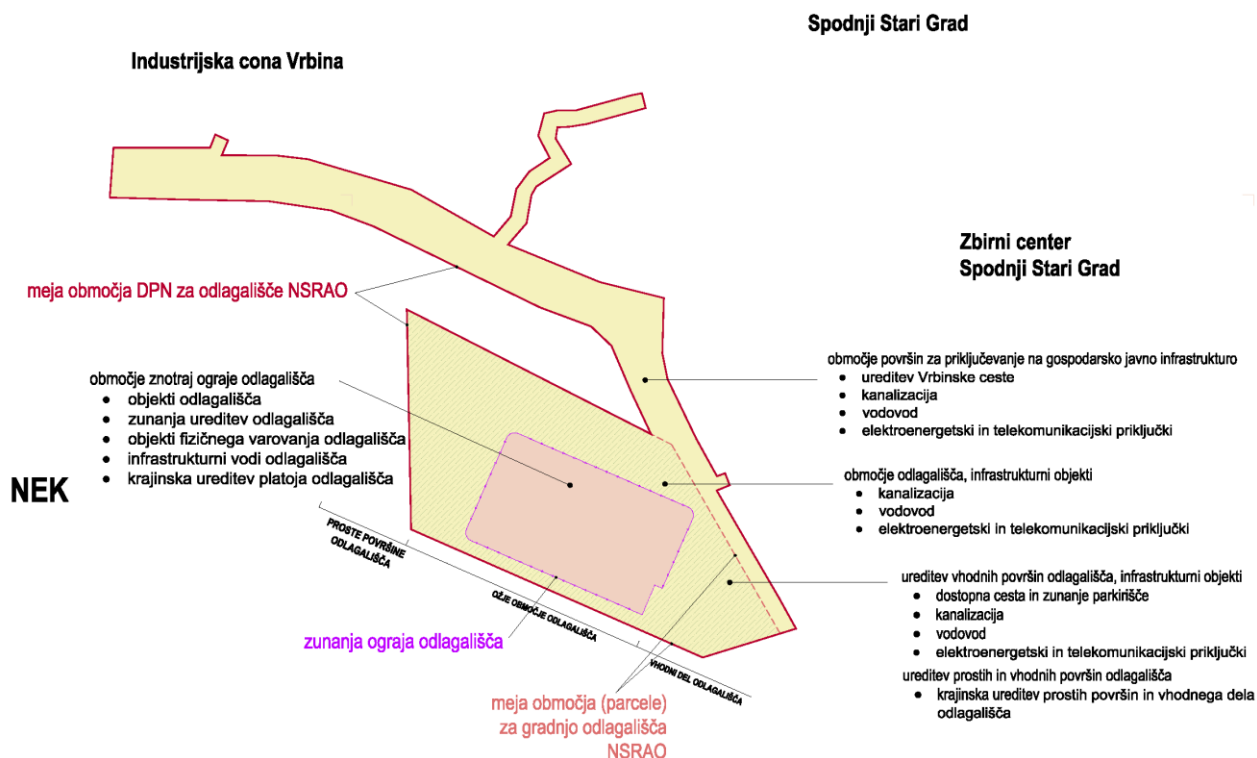 Spodnji Stari Grad
Industrijska cona Vrbina
Zbirni center
Spodnji Stari Grad
meja območja DPN za odlagališče NSRAO
območje znotraj ograje odlagališča
• objekti odlagališča
• zunanja ureditev odlagališča
• objekti fizičnega varovanja odlagališča
• infrastrukturni vodi odlagališča
• krajinska ureditev platoja odlagališča
NEK
območje površin za priključevanje na gospodarsko javno infrastrukturo
• ureditev Vrbinske ceste
• kanalizacija
• vodovod
• elektroenergetski in telekomunikacijski priključki
območje odlagališča, infrastrukturni objekti
• kanalizacija
• vodovod
• elektroenergetski in telekomunikacijski priključki
ureditev vhodnih površin odlagališča, infrastrukturni objekti
• dostopna cesta in zunanje parkirišče
• kanalizacija
• vodovod
• elektroenergetski in telekomunikacijski priključki
ureditev prostih in vhodnih površin odlagališča
• krajinska ureditev prostih površin in vhodnega dela
odlagališča
PROSTE POVRŠINE
ODLAGALIŠČA
OŽJE OBMOČJE ODLAGALIŠČA
VHODNI DEL ODLAGALIŠČA
zunanja ograja odlagališča
meja območja (parcele)
za gradnjo odlagališča
NSRAO